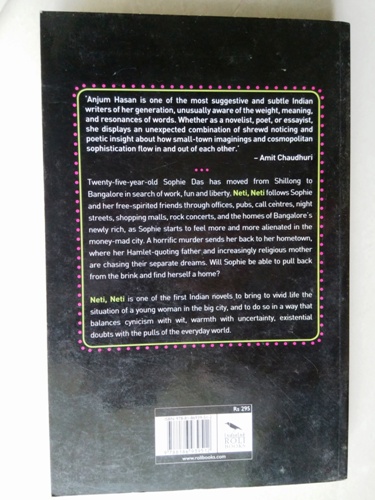 'Anjum Hasan is one of the most suggestive and subtle Indian
writers of her generation, unusually aware of the weight, meaning,
and resonances of words. Whether as a novelist, poet, or essayist,
she displays an unexpected combination of shrewd noticing and
poetic insight about how small-town imaginings and cosmopolitan
sophistication flow in and out of each other.'
– Amit Chaudhuri
Twenty-five-year-old Sophie Das has moved from Shillong to
Bangalore in search of work, fun and liberty. Neti, Neti follows Sophie
and her free-spirited friends through offices, pubs, call centres, night
streets, shopping malls, rock concerts, and the homes of Bangalore's
newly rich, as Sophie starts to feel more and more alienated in the
money-mad city. A horrific murder sends her back to her hometown,
where her Hamlet-quoting father and increasingly religious mother
are chasing their separate dreams. Will Sophie be able to pull back
from the brink and find herself a home?
Neti, Neti is one of the first Indian novels to bring to vivid life the
situation of a young woman in the big city, and to do so in a way that
balances cynicism with wit, warmth with uncertainty, existential
doubts with the pulls of the everyday world.
Rs 295
www.rolibooks.com